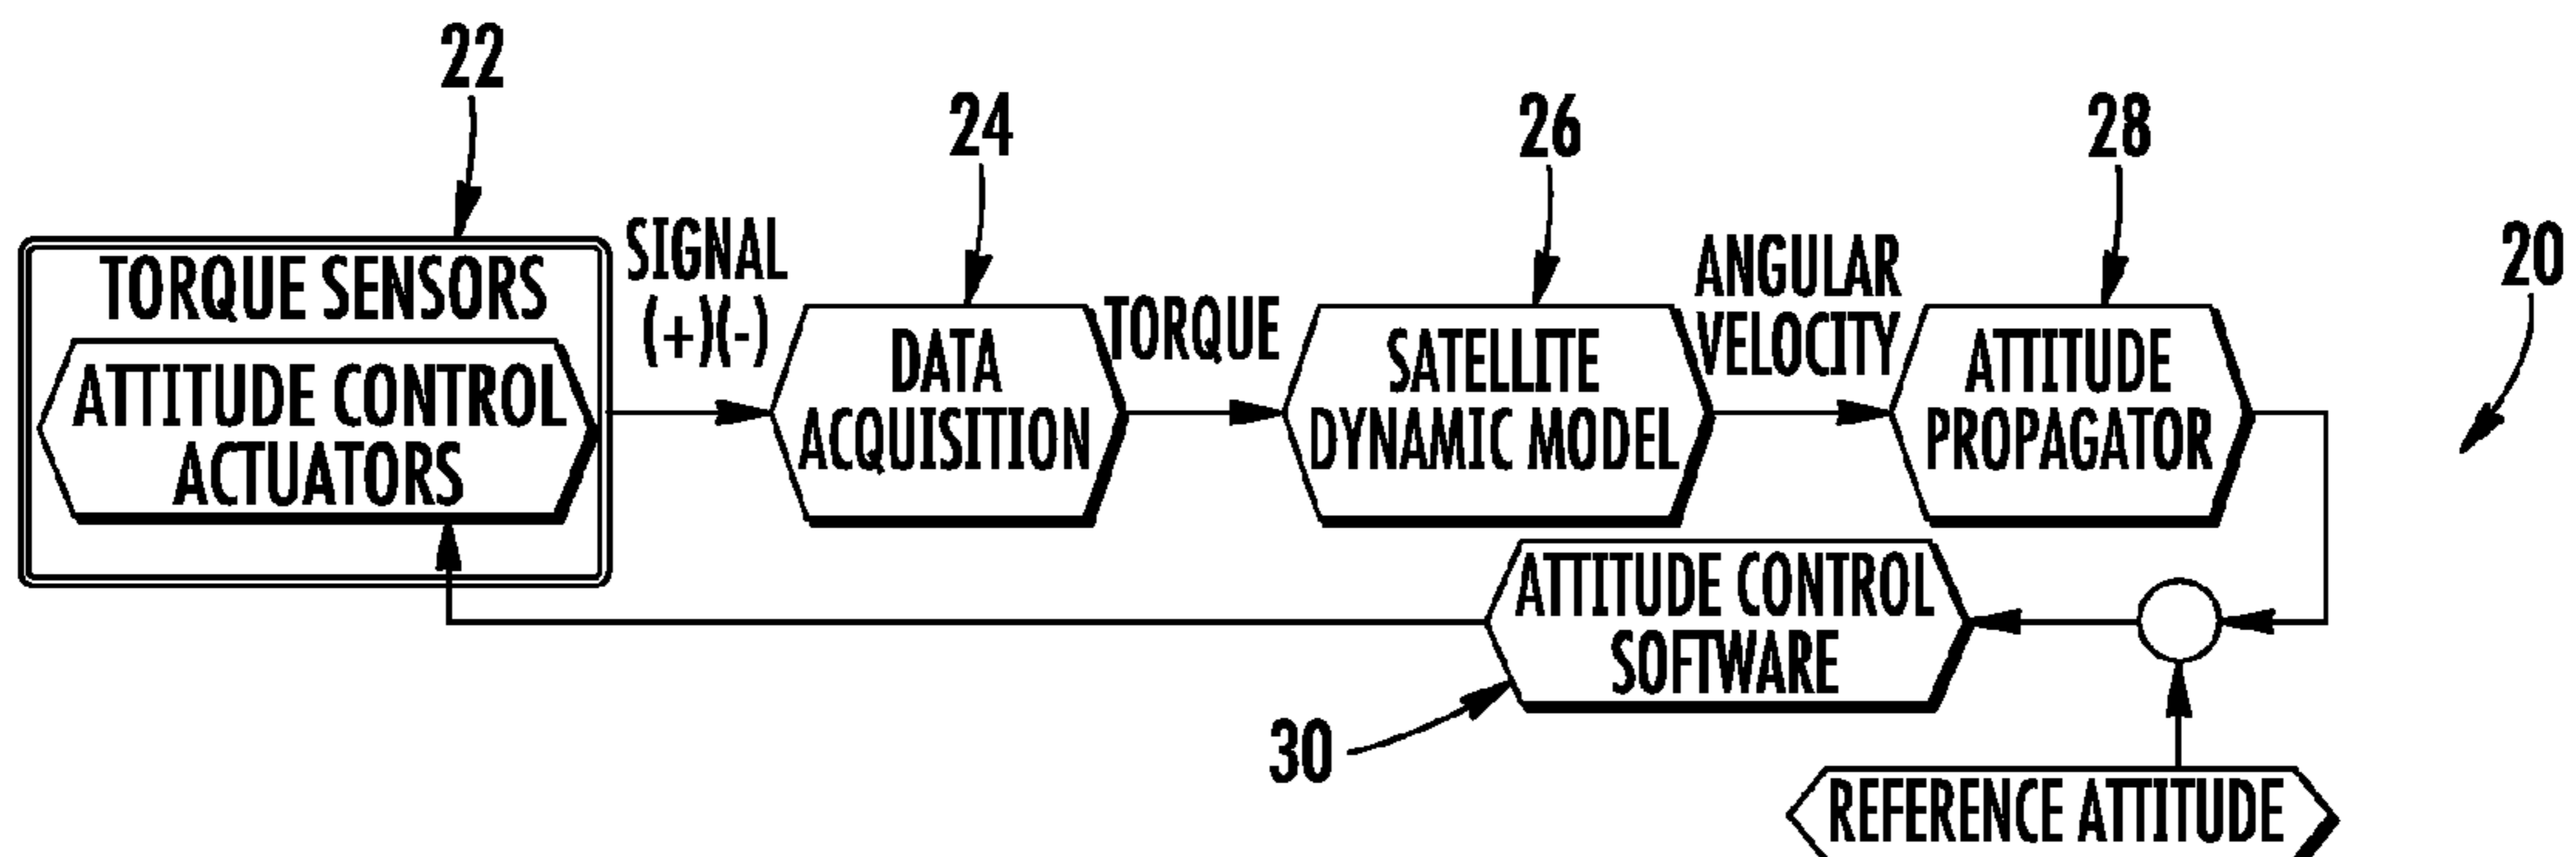 22
24
26
28
20
TORQUE SENSORS
ATTITUDE CONTROL
ACTUATORS
SIGNAL
(+)(-)
DATA
ACQUISITION
TORQUE
SATELLITE
DYNAMIC MODEL
ANGULAR
VELOCITY
ATTITUDE
PROPAGATOR
ATTITUDE CONTROL
SOFTWARE
30
REFERENCE ATTITUDE